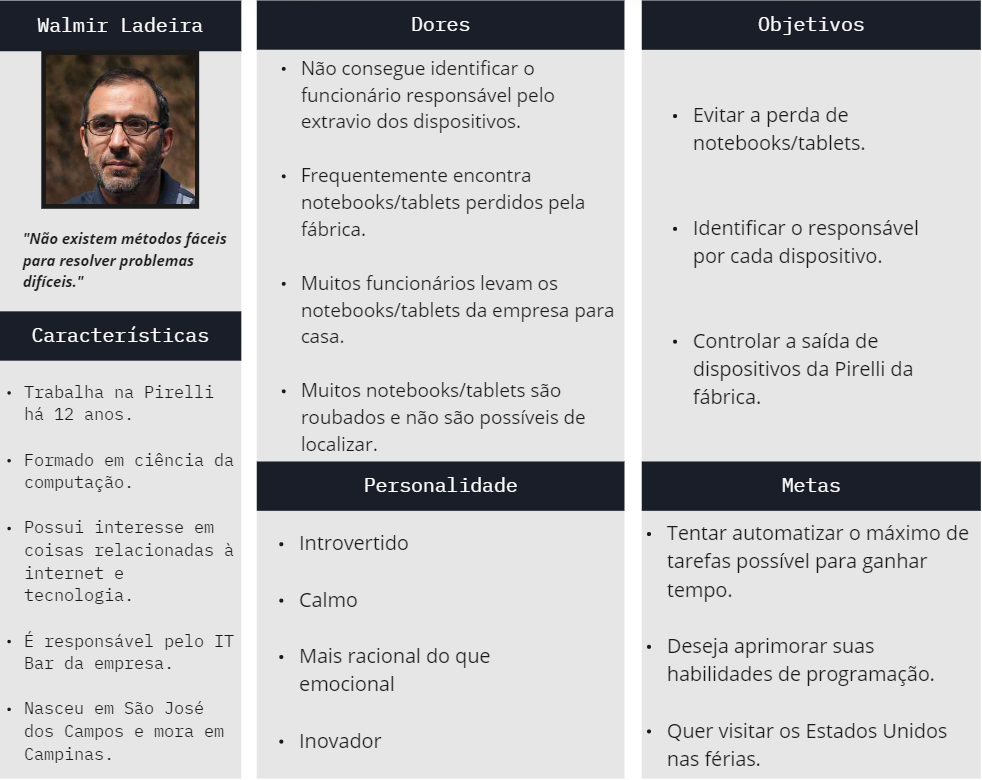 Walmir Ladeira
"Não existem métodos fáceis
para resolver problemas
difíceis."
Características
• Trabalha na Pirelli
há 12 anos.
• Formado em ciência da
computação.
• Possui interesse em
coisas relacionadas à
internet e
tecnologia.
• É responsável pelo IT
Bar da empresa.
• Nasceu em São José
dos Campos e mora em
Campinas.
Dores
• Não consegue identificar o
funcionário responsável pelo
extravio dos dispositivos.
• Frequentemente encontra
notebooks/tablets perdidos pela
fábrica.
• Muitos funcionários levam os
notebooks/tablets da empresa para
casa.
• Muitos notebooks/tablets são
roubados e não são possíveis de
localizar.
Personalidade
• Introvertido
• Calmo
• Mais racional do que
emocional
• Inovador
Objetivos
• Evitar a perda de
notebooks/tablets.
• Identificar o responsável
por cada dispositivo.
• Controlar a saída de
dispositivos da Pirelli da
fábrica.
Metas
• Tentar automatizar o máximo de
tarefas possível para ganhar
tempo.
• Deseja aprimorar suas
habilidades de programação.
• Quer visitar os Estados Unidos
nas férias.